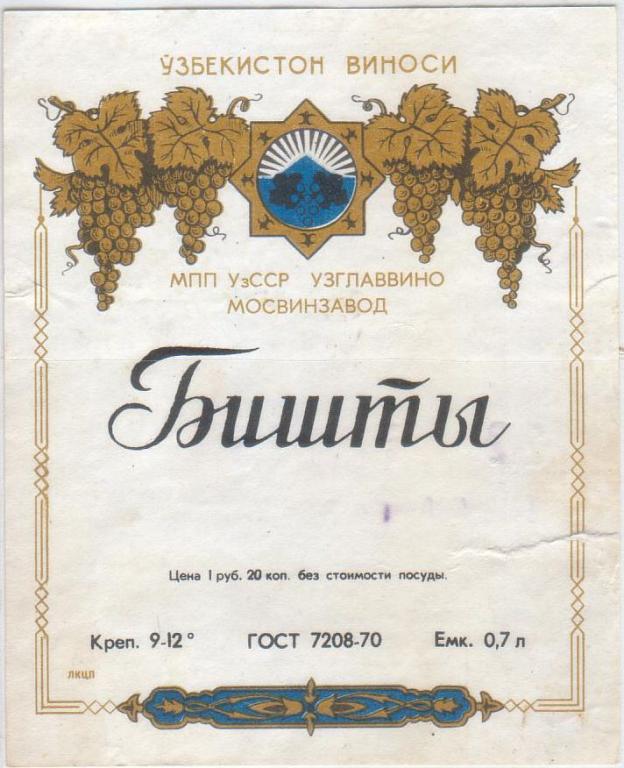 ЎЗБЕКИСТОН ВИНОСИ
МПП УзССР УЗГЛАВВИНО
МОСВИНЗАВОД
Бишты
Цена 1 руб. 20 коп. без стоимости посуды.
Креп. 9-12° ГОСТ 7208-70 Емк. 0,7 л
ЛКЦП